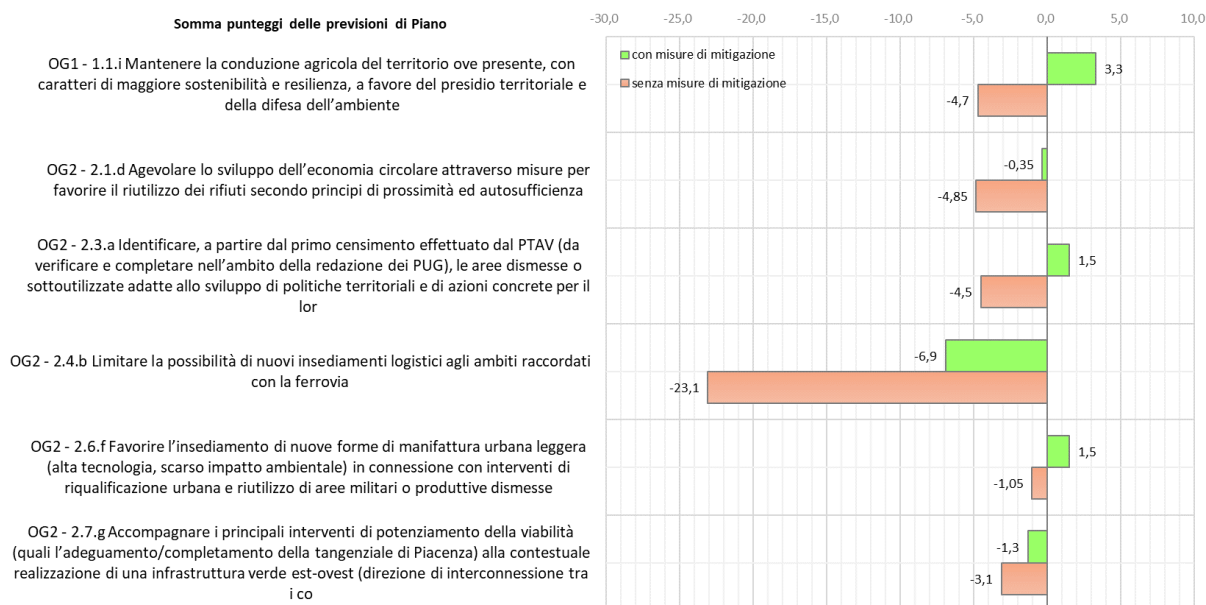 Somma punteggi delle previsioni di Piano
-30,0 -25,0 -20,0 -15,0 -10,0 -5,0 0,0 5,0 10,0
con misure di mitigazione
senza misure di mitigazione
OG1 - 1.1.i Mantenere la conduzione agricola del territorio ove presente, con
caratteri di maggiore sostenibilità e resilienza, a favore del presidio territoriale e
della difesa dell'ambiente
3,3
-4,7
OG2 - 2.1.d Agevolare lo sviluppo dell'economia circolare attraverso misure per
favorire il riutilizzo dei rifiuti secondo principi di prossimità ed autosufficienza
-0,35
-4,85
OG2 - 2.3.a Identificare, a partire dal primo censimento effettuato dal PTAV (da
verificare e completare nell'ambito della redazione dei PUG), le aree dismesse o
sottoutilizzate adatte allo sviluppo di politiche territoriali e di azioni concrete per il
lor
1,5
-4,5
OG2 - 2.4.b Limitare la possibilità di nuovi insediamenti logistici agli ambiti raccordati
con la ferrovia
-6,9
-23,1
OG2 - 2.6.f Favorire l'insediamento di nuove forme di manifattura urbana leggera
(alta tecnologia, scarso impatto ambientale) in connessione con interventi di
riqualificazione urbana e riutilizzo di aree militari o produttive dismesse
1,5
-1,05
OG2 - 2.7.g Accompagnare i principali interventi di potenziamento della viabilità
(quali l'adeguamento/completamento della tangenziale di Piacenza) alla contestuale
realizzazione di una infrastruttura verde est-ovest (direzione di interconnessione tra
i co
-1,3
-3,1